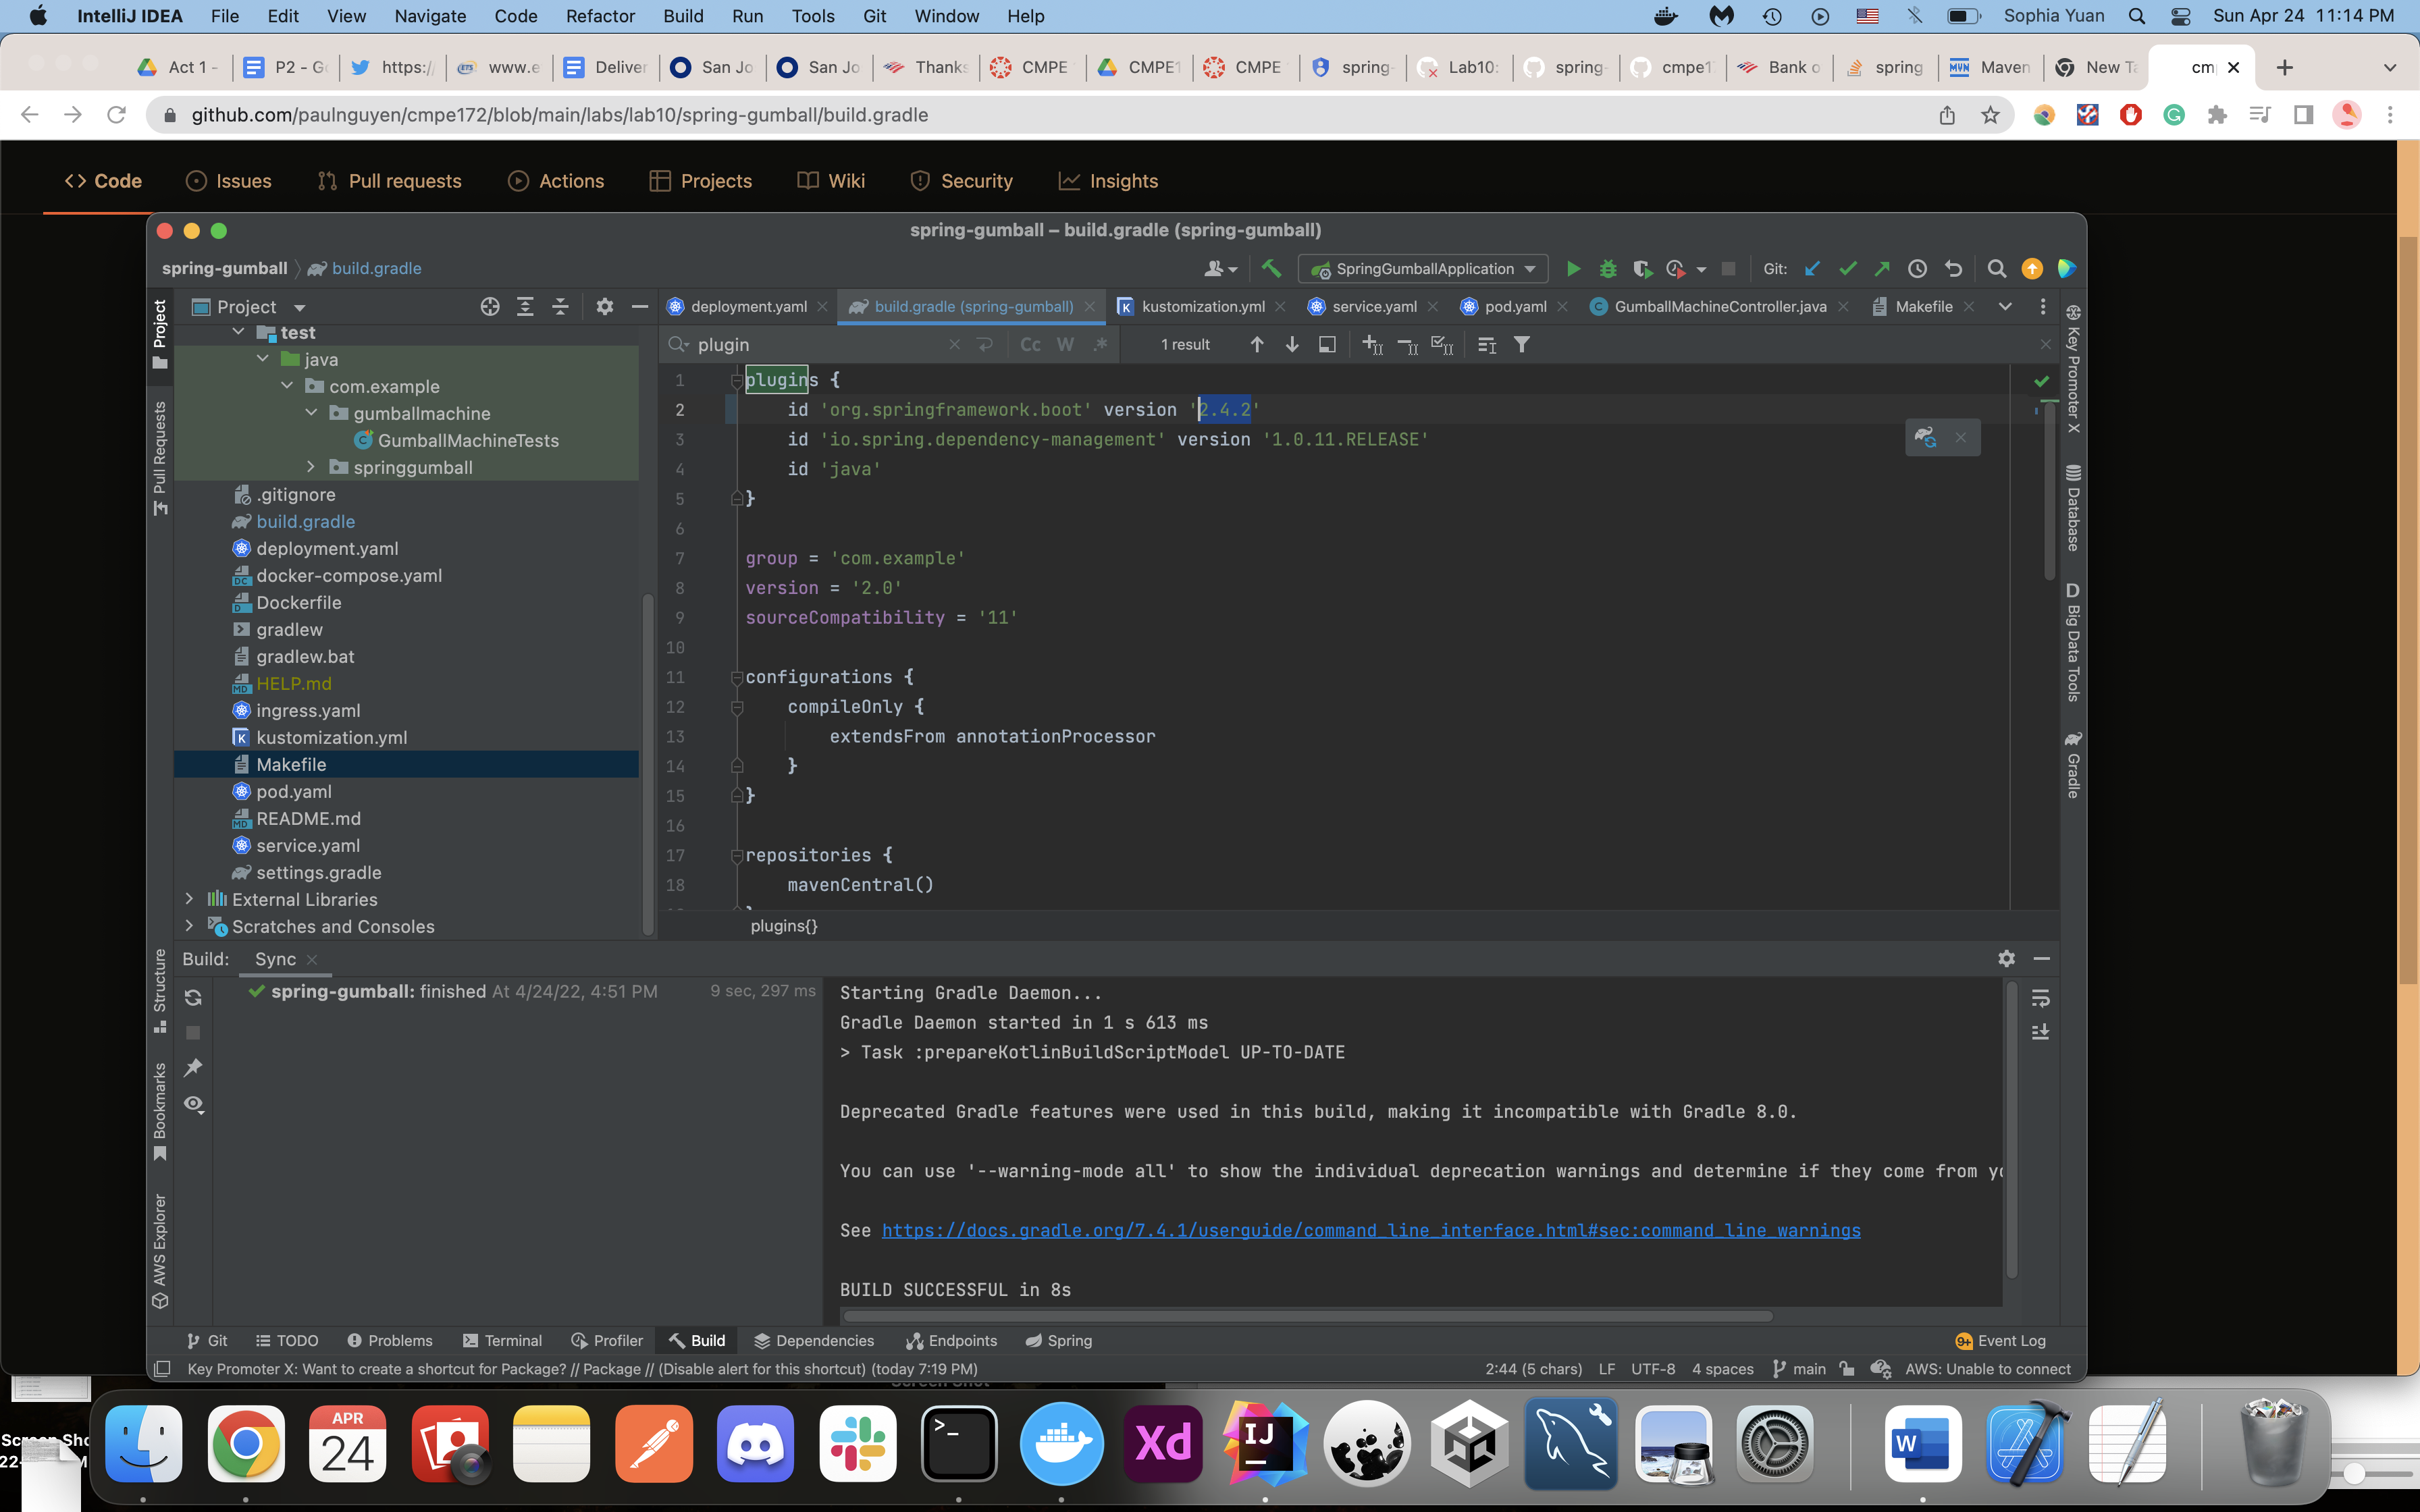 IntelliJ IDEA File Edit View Navigate Code Refactor Build Run Tools Git Window Help Sophia Yuan Sun Apr 24 11:14 PM
Act 1 - P2 - Go https:/ www.e Deliver San Jo San Jo Thanks CMPE CMPE1 CMPE spring- Lab10: spring- cmpe1 Bank o spring Maven New Ta cm
github.com/paulnguyen/cmpe172/blob/main/labs/lab10/spring-gumball/build.gradle
Code Issues Pull requests Actions Projects Wiki Security Insights
spring-gumball – build.gradle (spring-gumball)
spring-gumball build.gradle SpringGumballApplication Git:
Project deployment.yaml build.gradle (spring-gumball) kustomization.yml service.yaml pod.yaml GumballMachineController.java Makefile
plugin Cc W .* 1 result
Project
Pull Requests
Structure
Bookmarks
AWS Explorer
test
java
com.example
gumballmachine
GumballMachineTests
springgumball
.gitignore
build.gradle
deployment.yaml
docker-compose.yaml
Dockerfile
gradlew
gradlew.bat
HELP.md
ingress.yaml
kustomization.yml
Makefile
pod.yaml
README.md
service.yaml
settings.gradle
External Libraries
Scratches and Consoles
1 plugins {
2 id 'org.springframework.boot' version '2.4.2'
3 id 'io.spring.dependency-management' version '1.0.11.RELEASE'
4 id 'java'
5 }
6
7 group = 'com.example'
8 version = '2.0'
9 sourceCompatibility = '11'
10
11 configurations {
12 compileOnly {
13 extendsFrom annotationProcessor
14 }
15 }
16
17 repositories {
18 mavenCentral()
plugins{}
Key Promoter X
Database
D Big Data Tools
Gradle
Build: Sync
spring-gumball: finished At 4/24/22, 4:51 PM 9 sec, 297 ms
Starting Gradle Daemon...
Gradle Daemon started in 1 s 613 ms
> Task :prepareKotlinBuildScriptModel UP-TO-DATE
Deprecated Gradle features were used in this build, making it incompatible with Gradle 8.0.
You can use '--warning-mode all' to show the individual deprecation warnings and determine if they come from yo
See https://docs.gradle.org/7.4.1/userguide/command_line_interface.html#sec:command_line_warnings
BUILD SUCCESSFUL in 8s
Git TODO Problems Terminal Profiler Build Dependencies Endpoints Spring 9+ Event Log
Key Promoter X: Want to create a shortcut for Package? // Package // (Disable alert for this shortcut) (today 7:19 PM) 2:44 (5 chars) LF UTF-8 4 spaces main AWS: Unable to connect
Screen Shot
Screen Sho
22-
APR
24
Xd
IJ
W